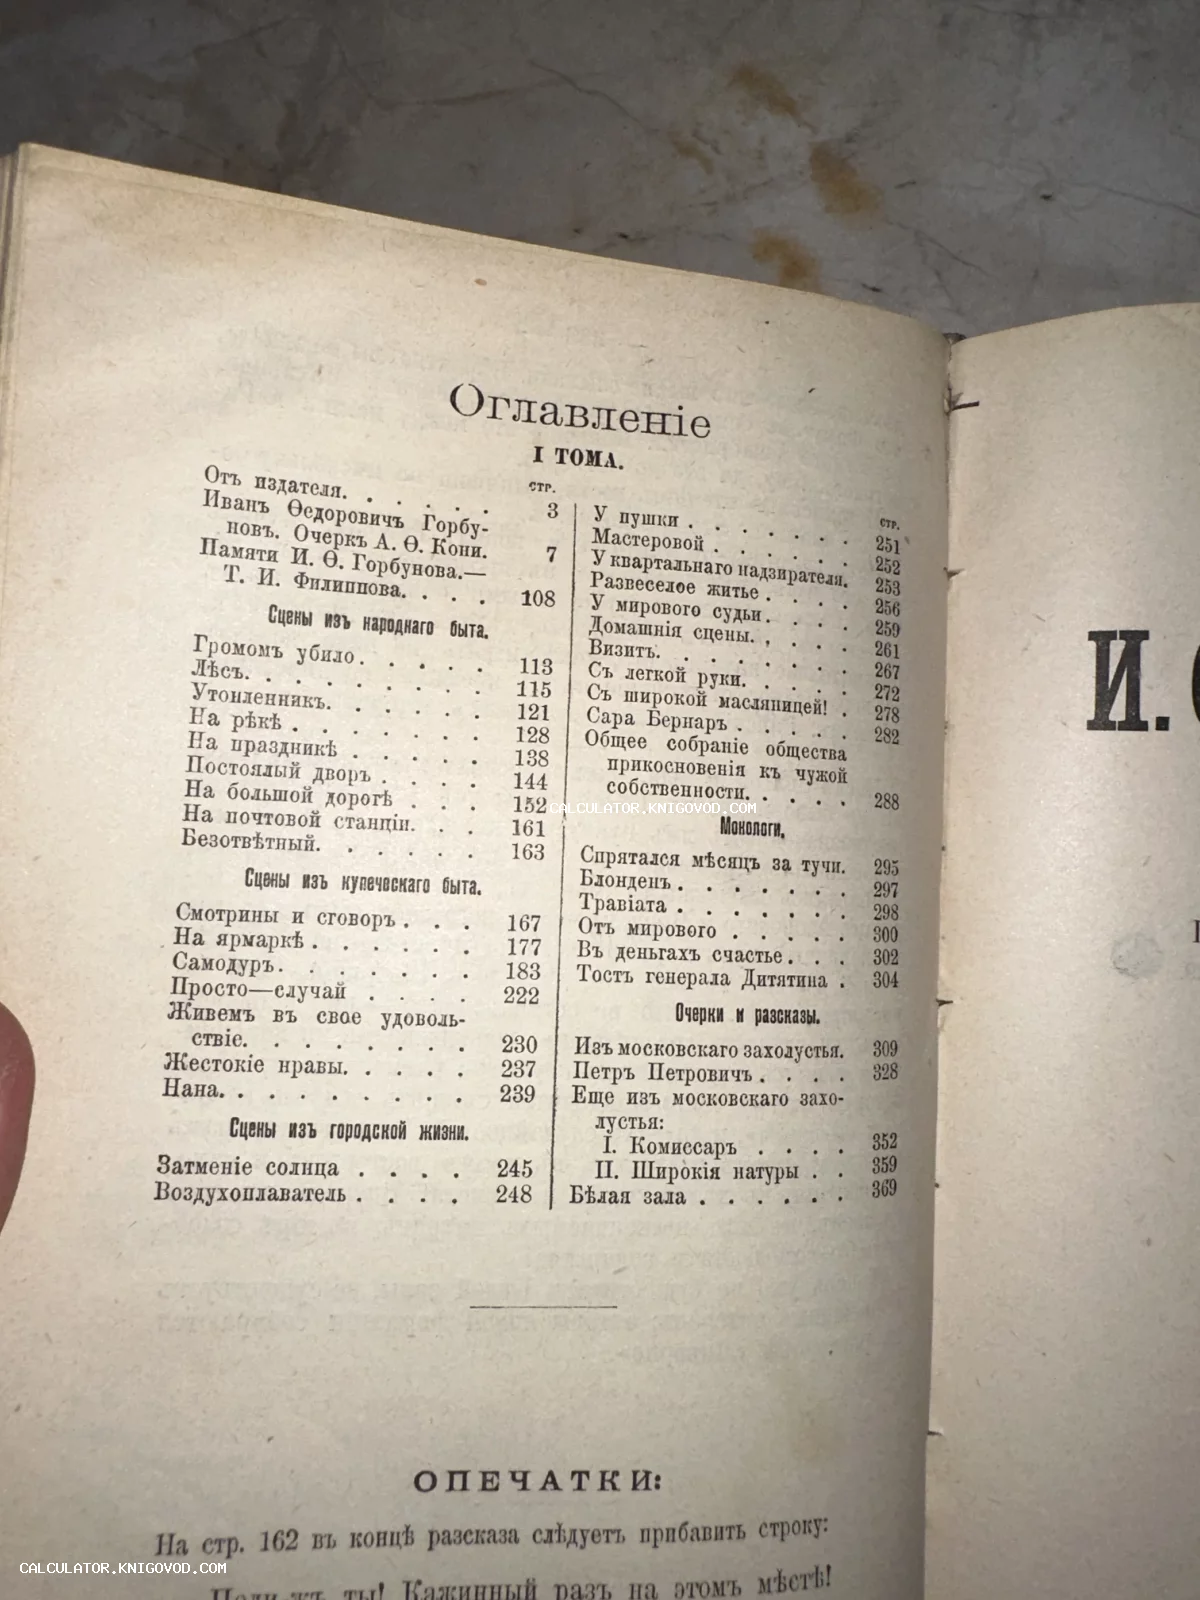 Оглавленіе
I ТОМА.
стр.
Отъ издателя. . . . . . 3
Иванъ Ѳедоровичъ Горбу-
новъ. Очеркъ А. Ѳ. Кони. 7
Памяти И. Ѳ. Горбунова.—
Т. И. Филиппова. . . . 108
Сцены изъ народнаго быта.
Громомъ убило. . . . . . 113
Лѣсъ. . . . . . . . 115
Утопленникъ. . . . . . 121
На рѣкѣ . . . . . . . 128
На праздникѣ . . . . . 138
Постоялый дворъ . . . . 144
На большой дорогѣ . . . 152
На почтовой станціи. . . 161
Безотвѣтный. . . . . . 163
Сцены изъ купеческаго быта.
Смотрины и сговоръ . . . 167
На ярмаркѣ . . . . . . 177
Самодуръ. . . . . . . 183
Просто—случай . . . . 222
Живемъ въ свое удоволь-
ствіе. . . . . . . . 230
Жестокіе нравы. . . . . 237
Нана. . . . . . . . . 239
Сцены изъ городской жизни.
Затменіе солнца . . . . 245
Воздухоплаватель . . . . 248
стр.
У пушки . . . . . . . 251
Мастеровой . . . . . . 252
У квартальнаго надзирателя. 253
Развеселое житье . . . . 256
У мирового судьи. . . . 259
Домашнія сцены. . . . . 261
Визитъ. . . . . . . . 267
Съ легкой руки. . . . . 272
Съ широкой масляницей! . 278
Сара Бернаръ . . . . . 282
Общее собраніе общества
прикосновенія къ чужой
собственности. . . . . 288
Монологи.
Спрятался мѣсяцъ за тучи. 295
Блонденъ. . . . . . . 297
Травіата . . . . . . . 298
Отъ мирового . . . . . 300
Въ деньгахъ счастье. . . 302
Тостъ генерала Дитятина . 304
Очерки и разсказы.
Изъ московскаго захолустья. 309
Петръ Петровичъ. . . . 328
Еще изъ московскаго захо-
лустья:
I. Комиссаръ . . . . 352
II. Широкія натуры . . 359
Бѣлая зала . . . . . . 369
ОПЕЧАТКИ:
На стр. 162 въ концѣ разсказа слѣдуетъ прибавить строку:
ты! Кажинный разъ на этомъ мѣстѣ!
И.
CALCULATOR.KNIGOVOD.COM
CALCULATOR.KNIGOVOD.COM